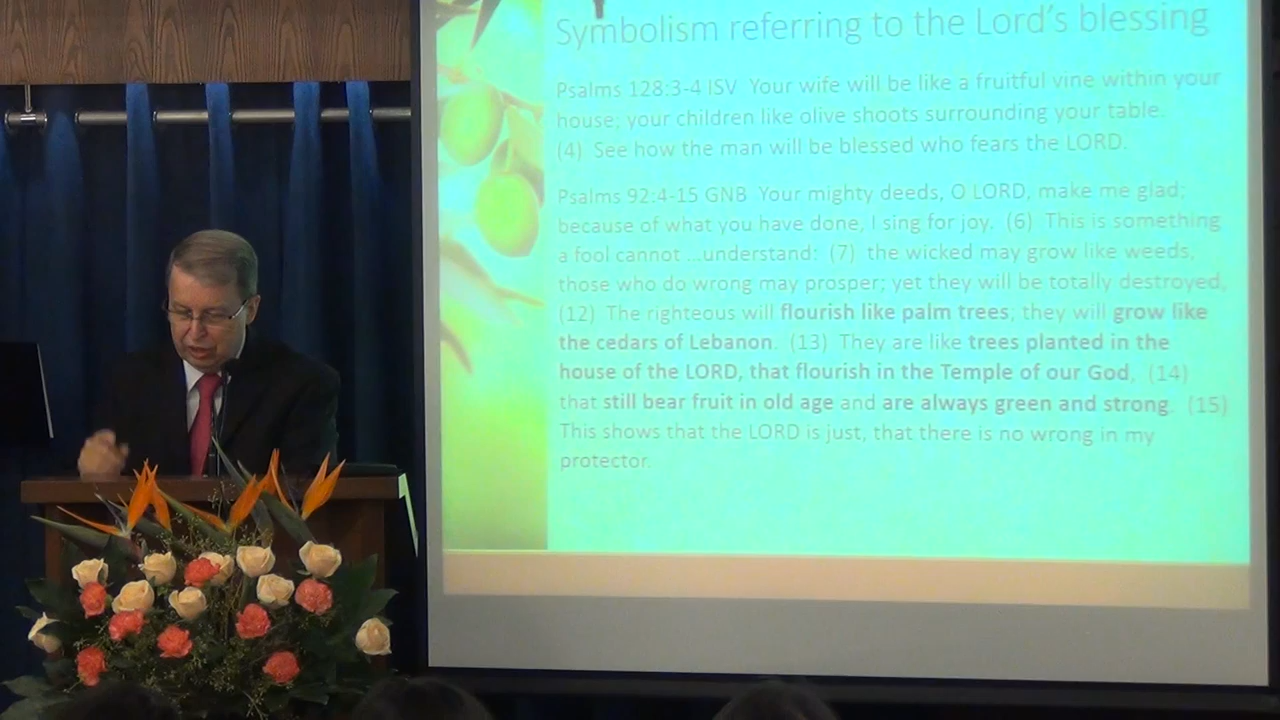 Symbolism referring to the Lord's blessing
Psalms 128:3-4 ISV Your wife will be like a fruitful vine within your
house; your children like olive shoots surrounding your table.
(4) See how the man will be blessed who fears the LORD.
Psalms 92:4-15 GNB Your mighty deeds, O LORD, make me glad;
because of what you have done, I sing for joy. (6) This is something
a fool cannot ...understand: (7) the wicked may grow like weeds,
those who do wrong may prosper; yet they will be totally destroyed,
(12) The righteous will flourish like palm trees; they will grow like
the cedars of Lebanon. (13) They are like trees planted in the
house of the LORD, that flourish in the Temple of our God, (14)
that still bear fruit in old age and are always green and strong. (15)
This shows that the LORD is just, that there is no wrong in my
protector.